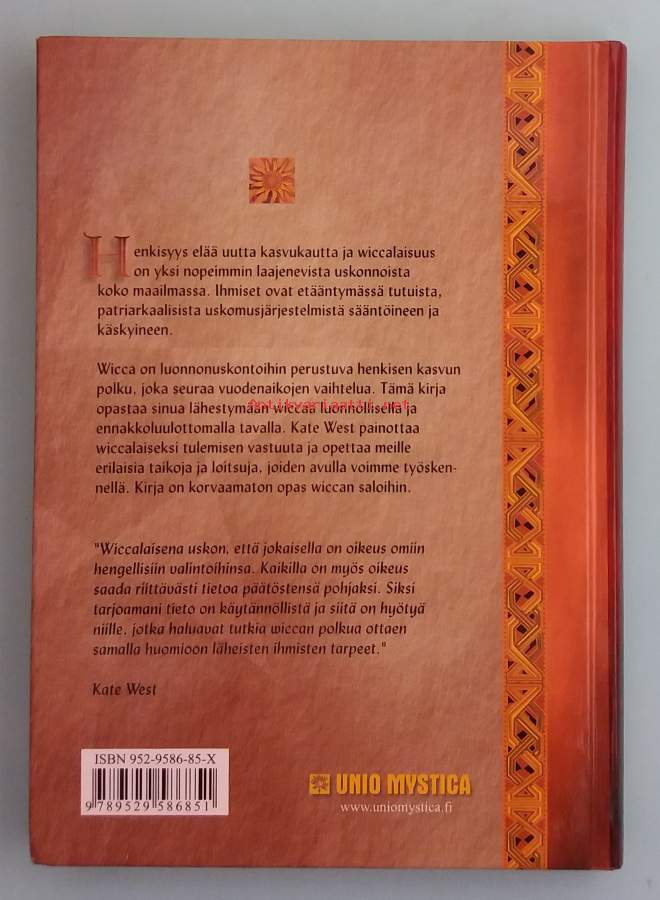 Henkisyys elää uutta kasvukautta ja wiccalaisuus
on yksi nopeimmin laajenevista uskonnoista
koko maailmassa. Ihmiset ovat etääntymässä tutuista,
patriarkaalisista uskomusjärjestelmistä sääntöineen ja
käskyineen.
Wicca on luonnonuskontoihin perustuva henkisen kasvun
polku, joka seuraa vuodenaikojen vaihtelua. Tämä kirja
Antikvariaatti.net
opastaa sinua lähestymään wiccaa luonnollisella ja
ennakkoluulottomalla tavalla. Kate West painottaa
wiccalaiseksi tulemisen vastuuta ja opettaa meille
erilaisia taikoja ja loitsuja, joiden avulla voimme työsken-
nellä. Kirja on korvaamaton opas wiccan saloihin.
"Wiccalaisena uskon, että jokaisella on oikeus omiin
hengellisiin valintoihinsa. Kaikilla on myös oikeus
saada riittävästi tietoa päätöstensä pohjaksi. Siksi
tarjoamani tieto on käytännöllistä ja siitä on hyötyä
niille, jotka haluavat tutkia wiccan polkua ottaen
samalla huomioon läheisten ihmisten tarpeet."
Kate West
ISBN 952-9586-85-X
9 789529 586851
UNIO MYSTICA
www.uniomystica.fi